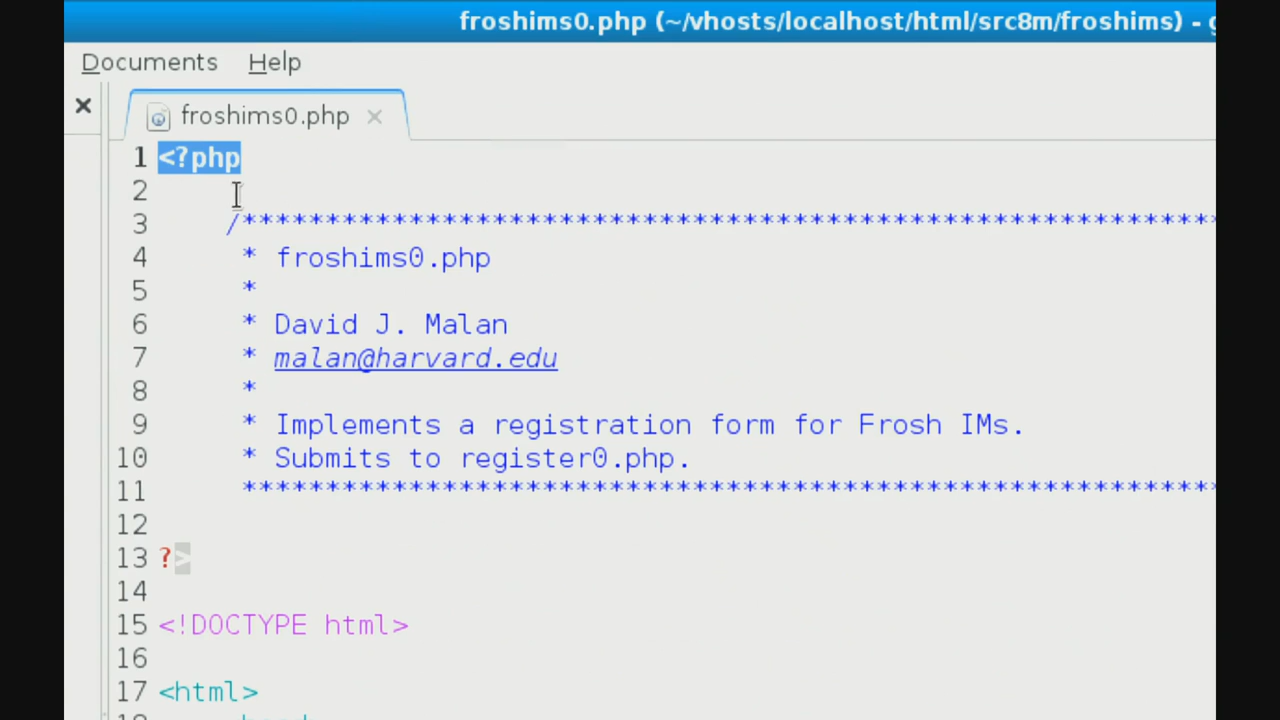 froshims0.php (~/vhosts/localhost/html/src8m/froshims) - g
Documents Help
froshims0.php
1 <?php
2
3 /***********************************************************
4 * froshims0.php
5 *
6 * David J. Malan
7 * malan@harvard.edu
8 *
9 * Implements a registration form for Frosh IMs.
10 * Submits to register0.php.
11 ***********************************************************
12
13 ?>
14
15 <!DOCTYPE html>
16
17 <html>